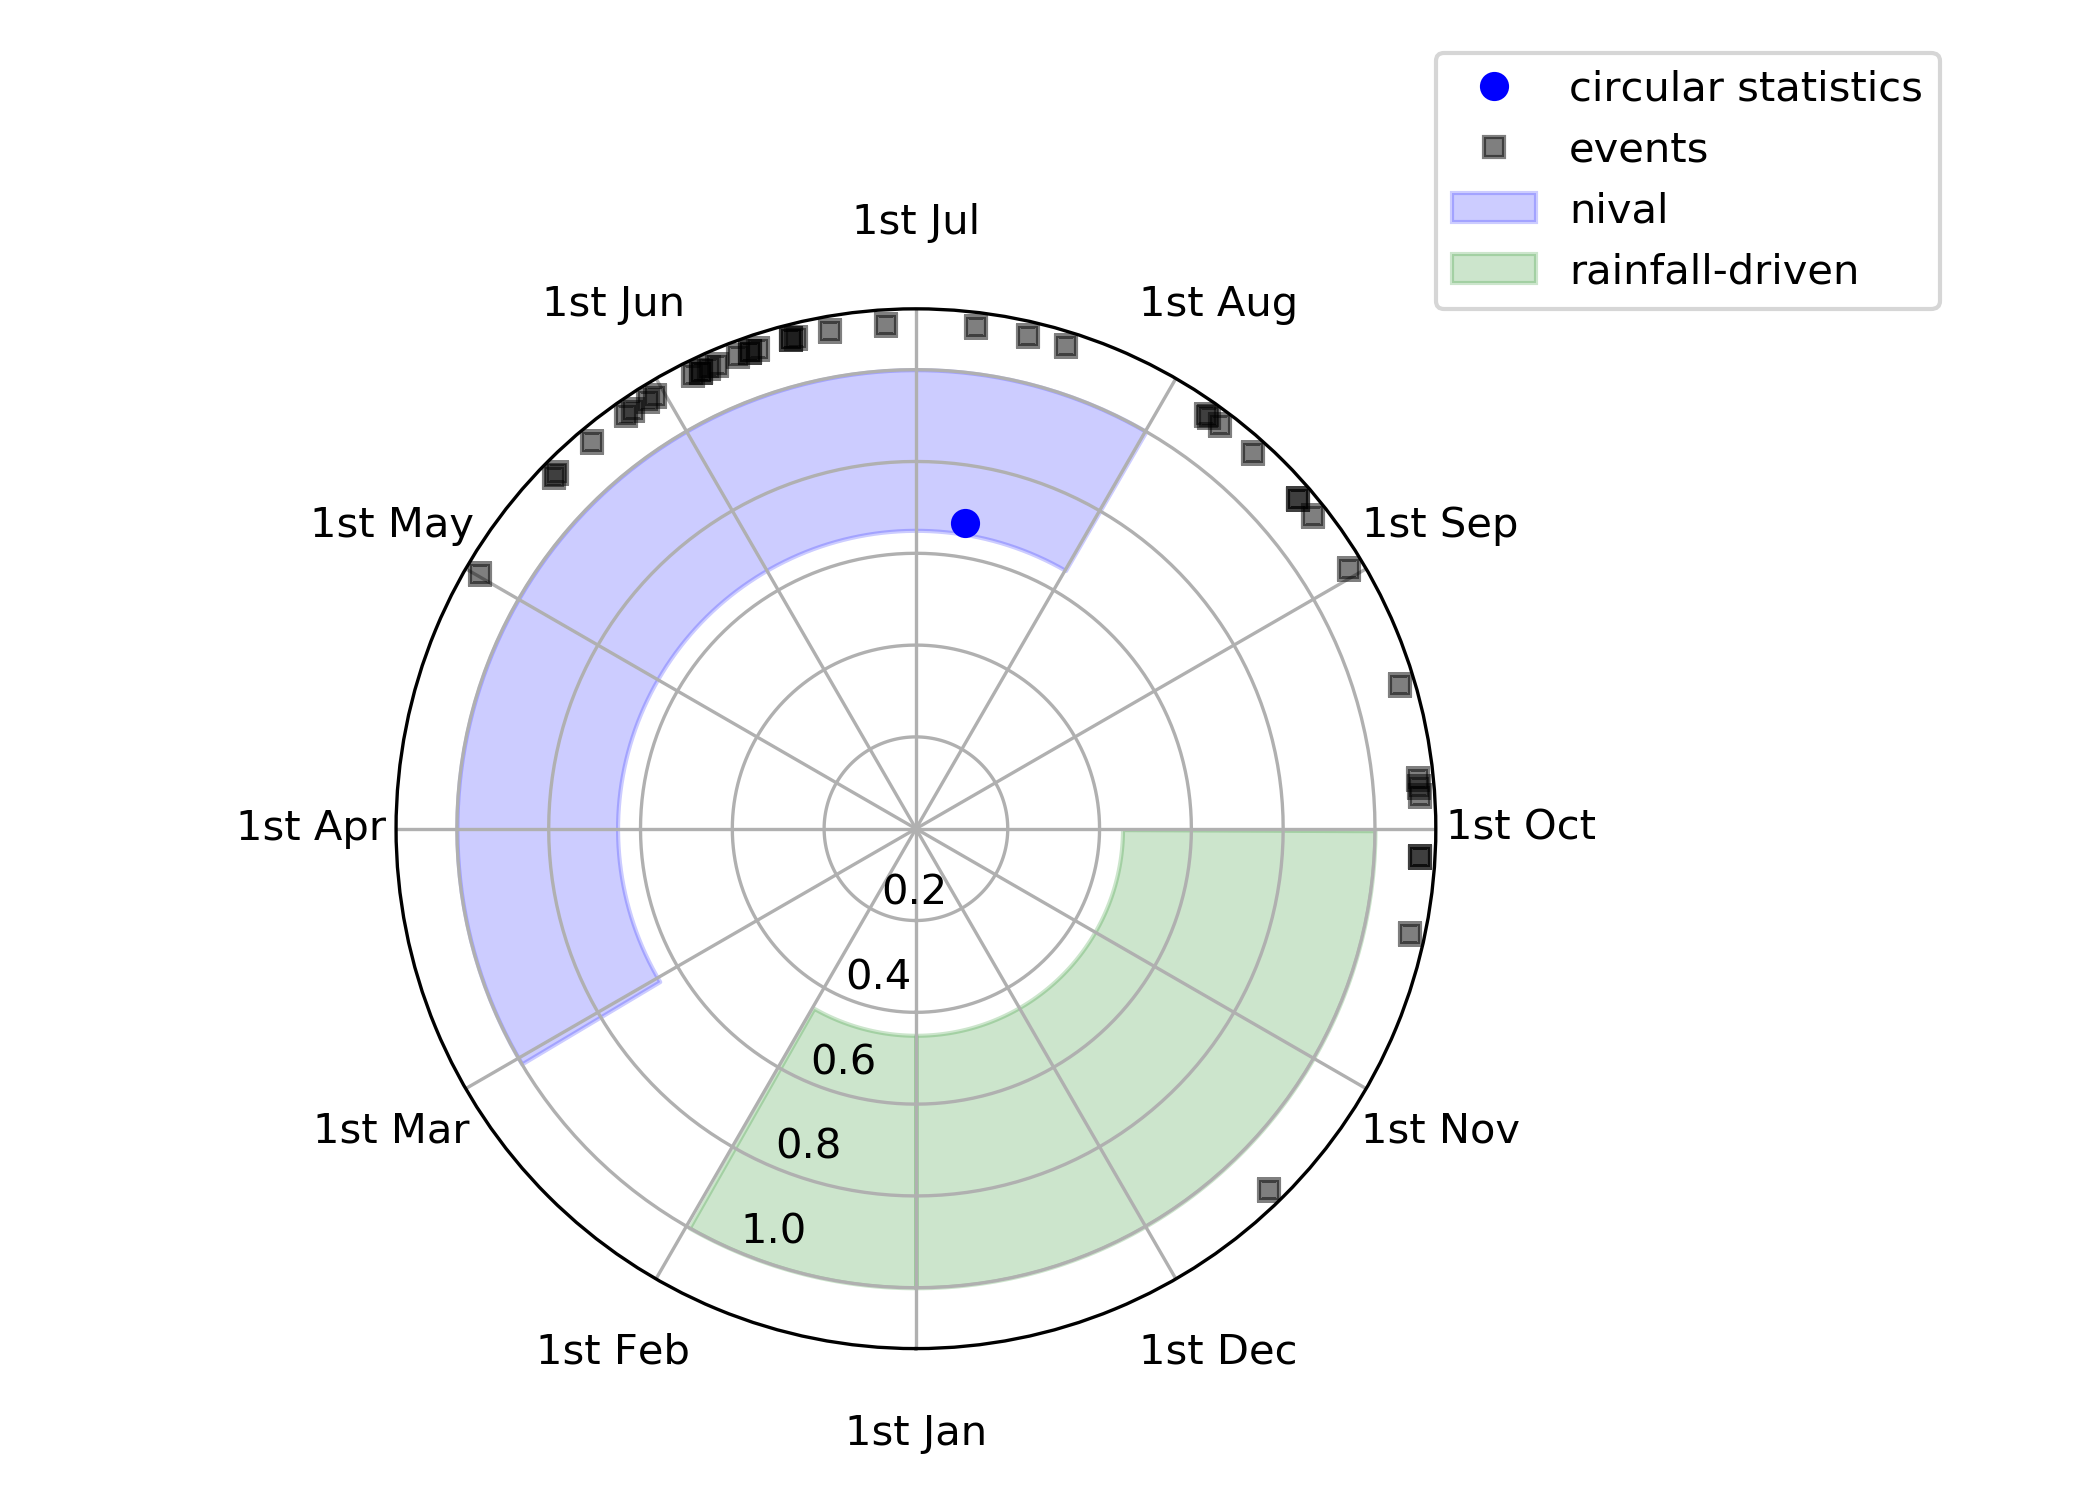 circular statistics
events
nival
rainfall-driven
1st Jul
1st Jun
1st Aug
1st May
1st Sep
1st Apr
1st Oct
0.2
0.4
0.6
1st Mar
1st Nov
0.8
1.0
1st Feb
1st Dec
1st Jan